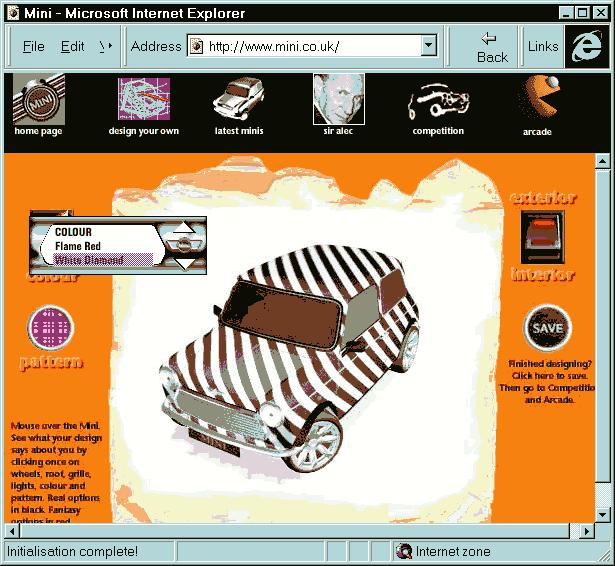 Mini - Microsoft Internet Explorer
File Edit
Address http://www.mini.co.uk/
Back
Links
MINI
home page
design your own
latest minis
sir alec
competition
arcade
exterior
COLOUR
Flame Red
White Diamond
colour
interior
SAVE
pattern
Finished designing?
Click here to save.
Then go to Competitio
and Arcade.
Mouse over the Mini.
See what your design
says about you by
clicking once on
wheels, roof, grille,
lights, colour and
pattern. Real options
in black. Fantasy
options in red
Initialisation complete!
Internet zone